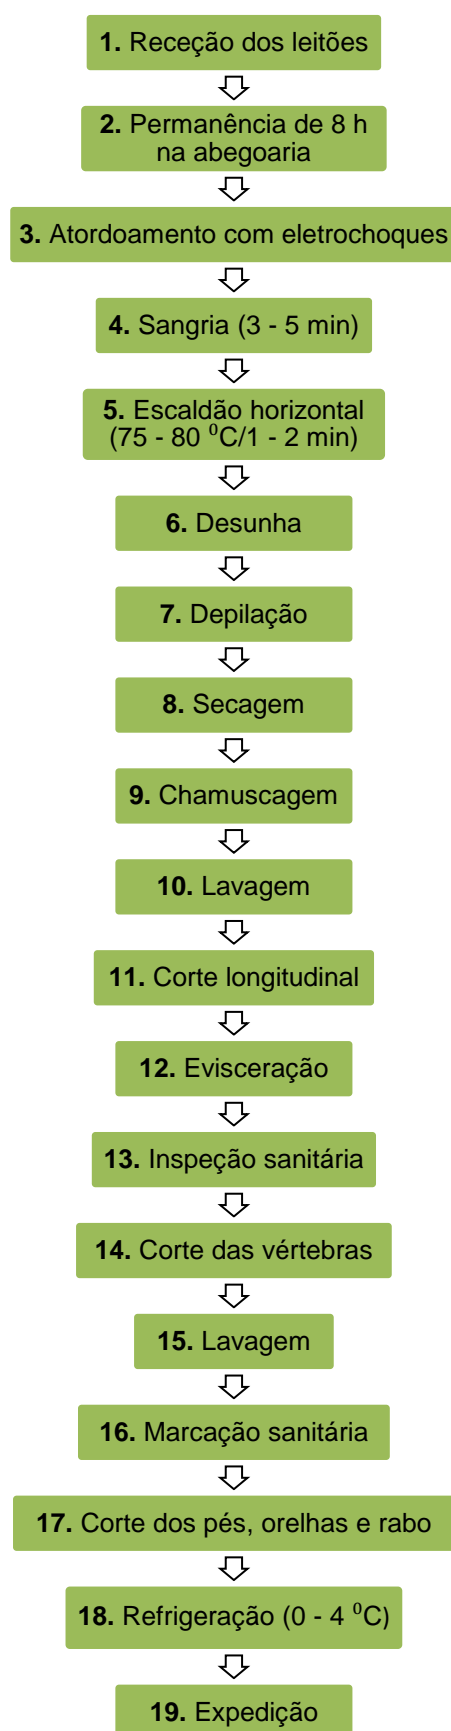 1. Receção dos leitões
2. Permanência de 8 h
na abegoaria
3. Atordoamento com eletrochoques
4. Sangria (3 - 5 min)
5. Escaldão horizontal
(75 - 80 ⁰C/1 - 2 min)
6. Desunha
7. Depilação
8. Secagem
9. Chamuscagem
10. Lavagem
11. Corte longitudinal
12. Evisceração
13. Inspeção sanitária
14. Corte das vértebras
15. Lavagem
16. Marcação sanitária
17. Corte dos pés, orelhas e rabo
18. Refrigeração (0 - 4 ⁰C)
19. Expedição